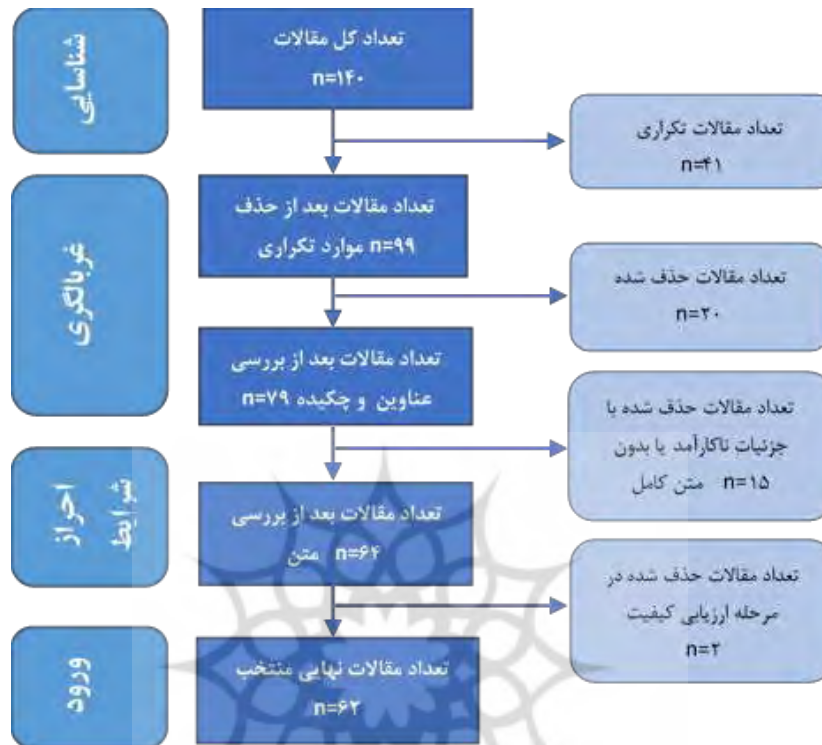 شناسایی
تعداد کل مقالات
n=۱۴۰
تعداد مقالات تکراری
n=۴۱
غربالگری
تعداد مقالات بعد از حذف
موارد تکراری n=۹۹
تعداد مقالات حذف شده
n=۲۰
تعداد مقالات بعد از بررسی
عناوین و چکیده n=۷۹
تعداد مقالات حذف شده با
جزئیات ناکارآمد یا بدون
متن کامل n=۱۵
شرایط
احراز
تعداد مقالات بعد از بررسی
متن n=۶۴
تعداد مقالات حذف شده در
مرحله ارزیابی کیفیت
n=۲
ورود
تعداد مقالات نهایی منتخب
n=۶۲